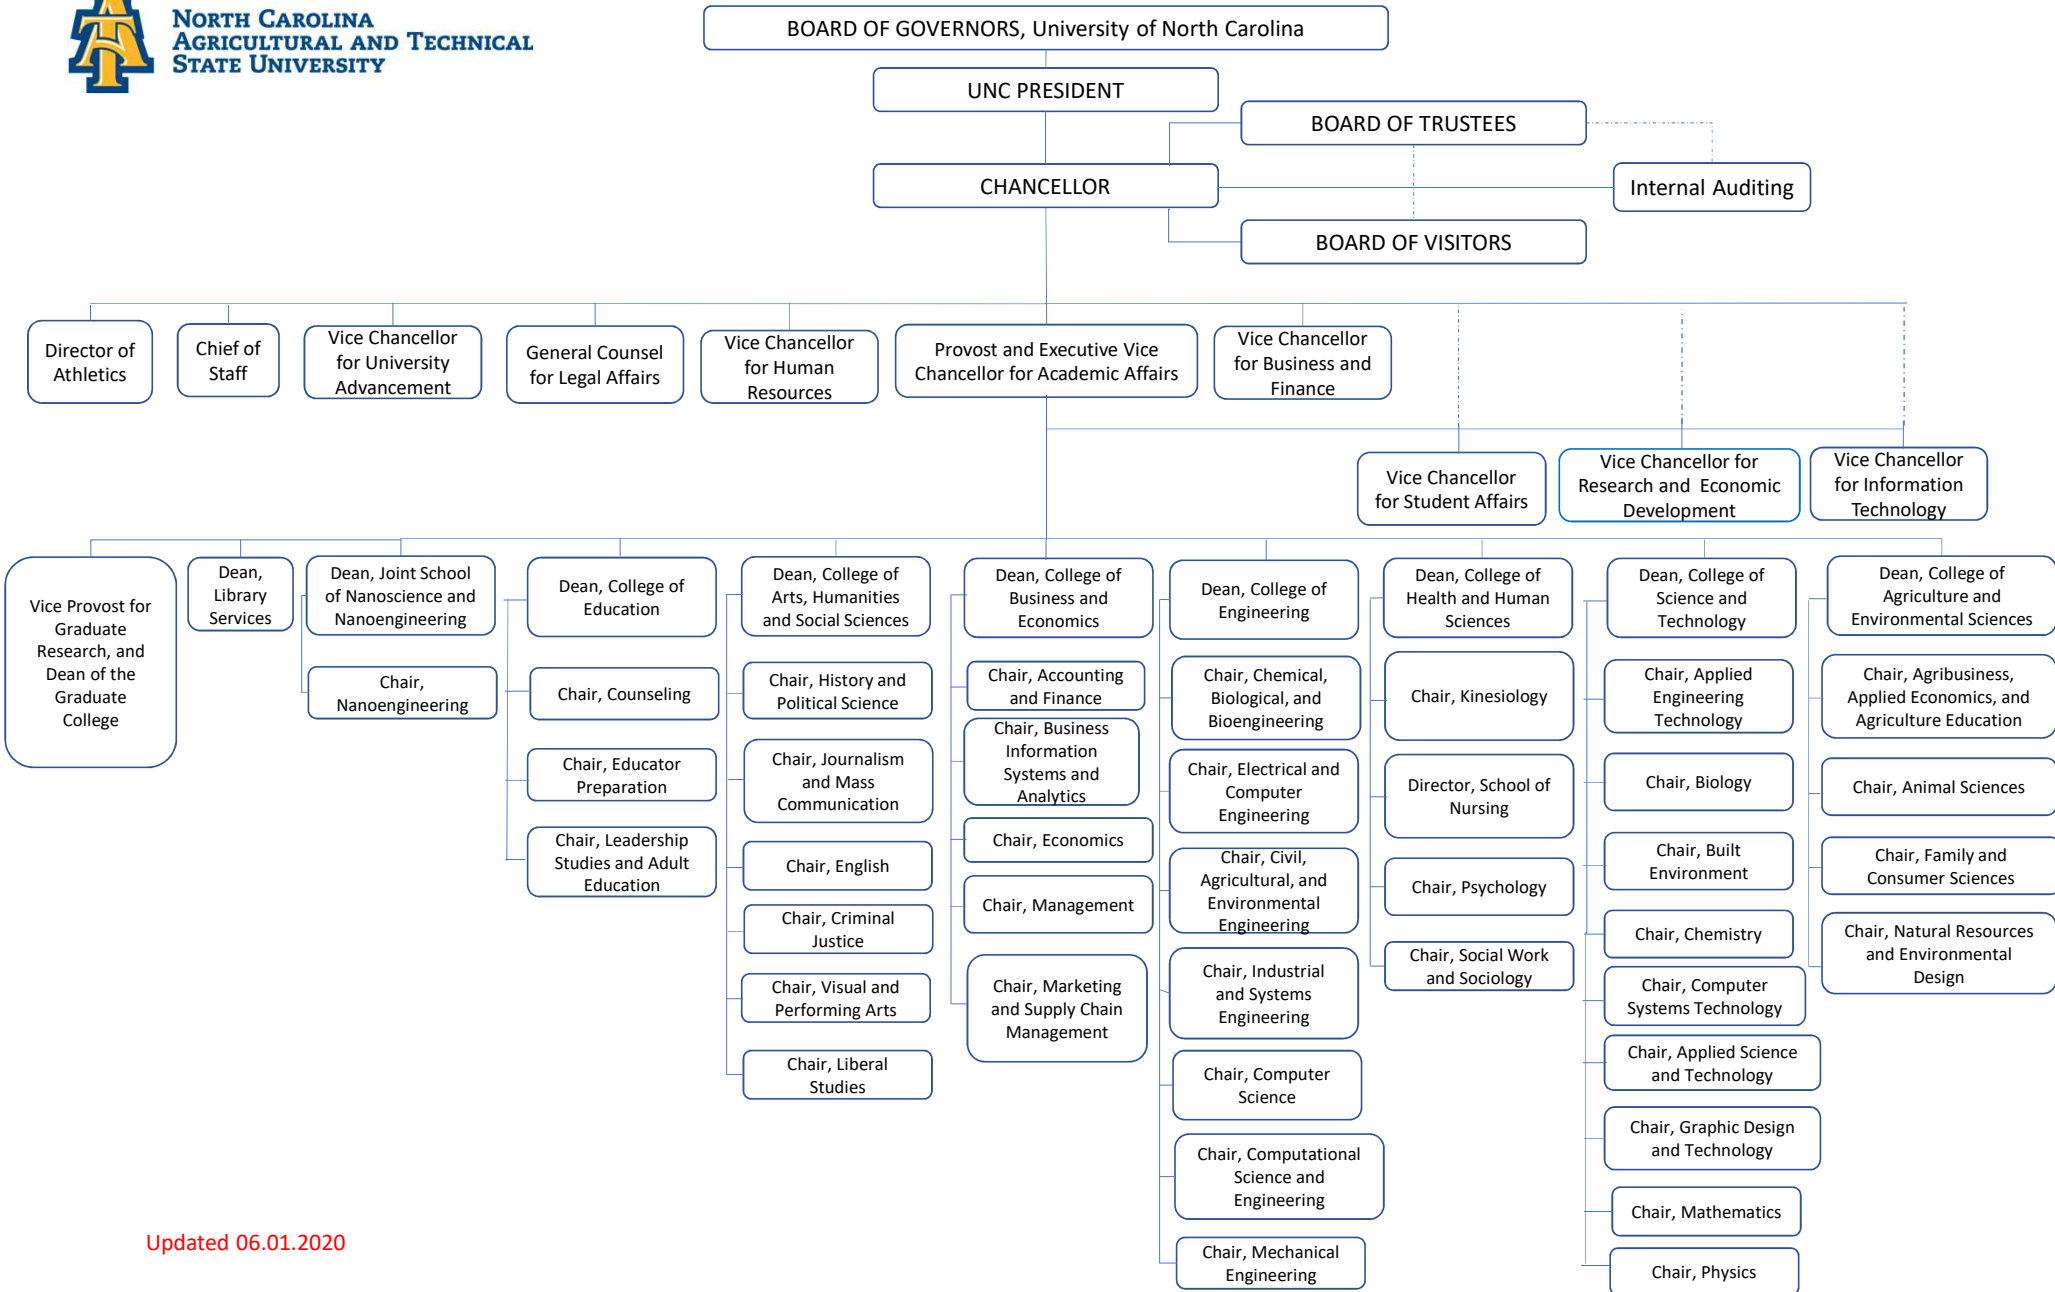 NORTH CAROLINA
AGRICULTURAL AND TECHNICAL
STATE UNIVERSITY
BOARD OF GOVERNORS, University of North Carolina
UNC PRESIDENT
BOARD OF TRUSTEES
CHANCELLOR
Internal Auditing
BOARD OF VISITORS
Director of
Athletics
Chief of
Staff
Vice Chancellor
for University
Advancement
General Counsel
for Legal Affairs
Vice Chancellor
for Human
Resources
Provost and Executive Vice
Chancellor for Academic Affairs
Vice Chancellor
for Business and
Finance
Vice Chancellor
for Student Affairs
Vice Chancellor for
Research and  Economic
Development
Vice Chancellor
for Information
Technology
Vice Provost for
Graduate
Research, and
Dean of the
Graduate
College
Dean,
Library
Services
Dean, Joint School
of Nanoscience and
Nanoengineering
Chair,
Nanoengineering
Dean, College of
Education
Chair, Counseling
Chair, Educator
Preparation
Chair, Leadership
Studies and Adult
Education
Dean, College of
Arts, Humanities
and Social Sciences
Chair, History and
Political Science
Chair, Journalism
and Mass
Communication
Chair, English
Chair, Criminal
Justice
Chair, Visual and
Performing Arts
Chair, Liberal
Studies
Dean, College of
Business and
Economics
Chair, Accounting
and Finance
Chair, Business
Information
Systems and
Analytics
Chair, Economics
Chair, Management
Chair, Marketing
and Supply Chain
Management
Dean, College of
Engineering
Chair, Chemical,
Biological, and
Bioengineering
Chair, Electrical and
Computer
Engineering
Chair, Civil,
Agricultural, and
Environmental
Engineering
Chair, Industrial
and Systems
Engineering
Chair, Computer
Science
Chair, Computational
Science and
Engineering
Chair, Mechanical
Engineering
Dean, College of
Health and Human
Sciences
Chair, Kinesiology
Director, School of
Nursing
Chair, Psychology
Chair, Social Work
and Sociology
Dean, College of
Science and
Technology
Chair, Applied
Engineering
Technology
Chair, Biology
Chair, Built
Environment
Chair, Chemistry
Chair, Computer
Systems Technology
Chair, Applied Science
and Technology
Chair, Graphic Design
and Technology
Chair, Mathematics
Chair, Physics
Dean, College of
Agriculture and
Environmental Sciences
Chair, Agribusiness,
Applied Economics, and
Agriculture Education
Chair, Animal Sciences
Chair, Family and
Consumer Sciences
Chair, Natural Resources
and Environmental
Design
Updated 06.01.2020